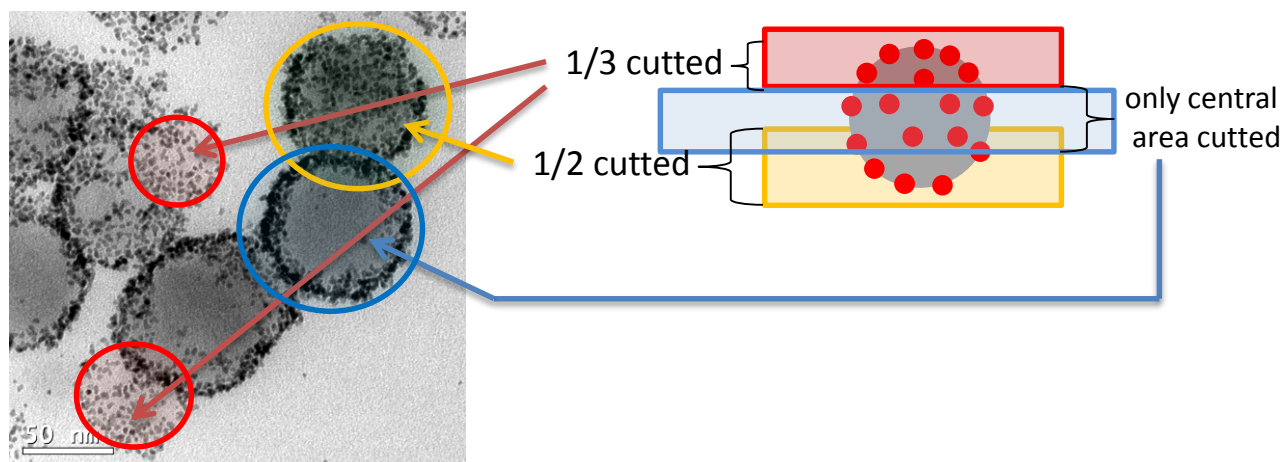 1/3 cutted
1/2 cutted
only central
area cutted
50 nm